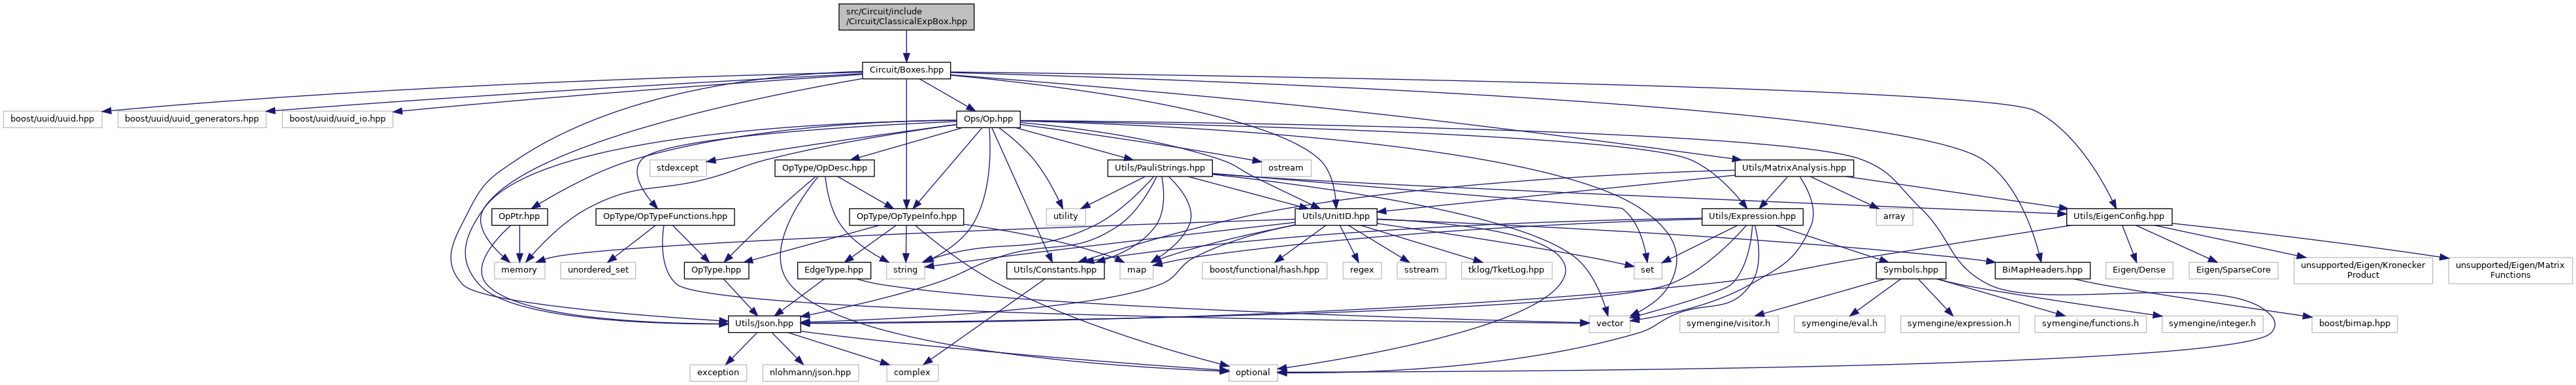 src/Circuit/include
/Circuit/ClassicalExpBox.hpp
Circuit/Boxes.hpp
boost/uuid/uuid.hpp
boost/uuid/uuid_generators.hpp
boost/uuid/uuid_io.hpp
Ops/Op.hpp
stdexcept
OpType/OpDesc.hpp
Utils/PauliStrings.hpp
ostream
Utils/MatrixAnalysis.hpp
OpPtr.hpp
OpType/OpTypeFunctions.hpp
OpType/OpTypeInfo.hpp
utility
Utils/UnitID.hpp
Utils/Expression.hpp
array
Utils/EigenConfig.hpp
memory
unordered_set
OpType.hpp
EdgeType.hpp
string
Utils/Constants.hpp
map
boost/functional/hash.hpp
regex
sstream
tklog/TketLog.hpp
set
Symbols.hpp
BiMapHeaders.hpp
Eigen/Dense
Eigen/SparseCore
unsupported/Eigen/Kronecker
Product
unsupported/Eigen/Matrix
Functions
Utils/Json.hpp
vector
symengine/visitor.h
symengine/eval.h
symengine/expression.h
symengine/functions.h
symengine/integer.h
boost/bimap.hpp
exception
nlohmann/json.hpp
complex
optional